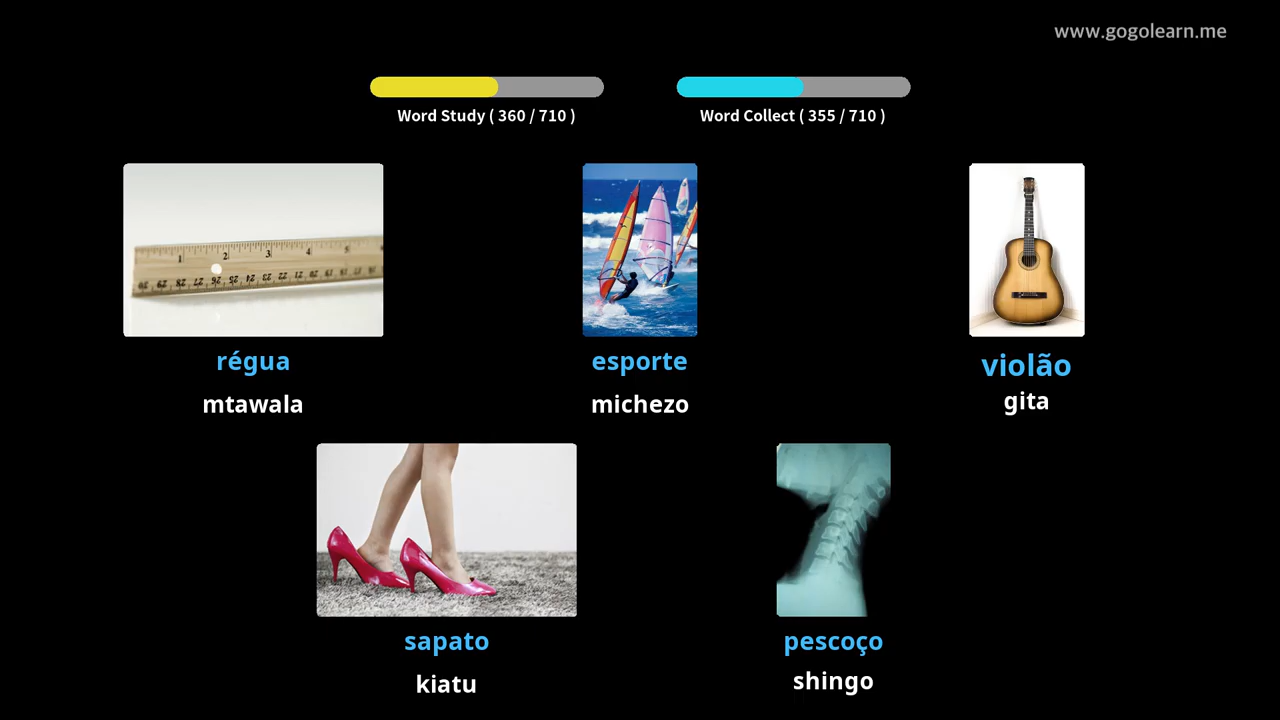 www.gogolearn.me
Word Study ( 360 / 710 )
Word Collect ( 355 / 710 )
régua
mtawala
esporte
michezo
violão
gita
sapato
kiatu
pescoço
shingo